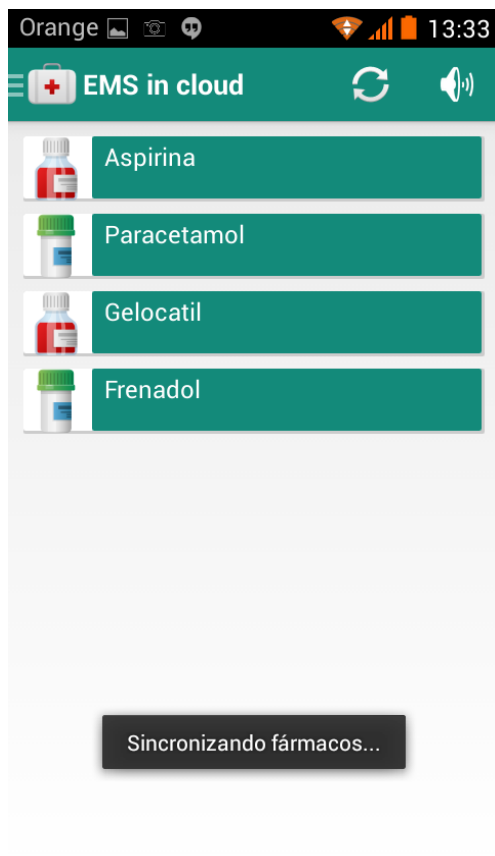 Orange 13:33
EMS in cloud
Aspirina
Paracetamol
Gelocatil
Frenadol
Sincronizando fármacos...